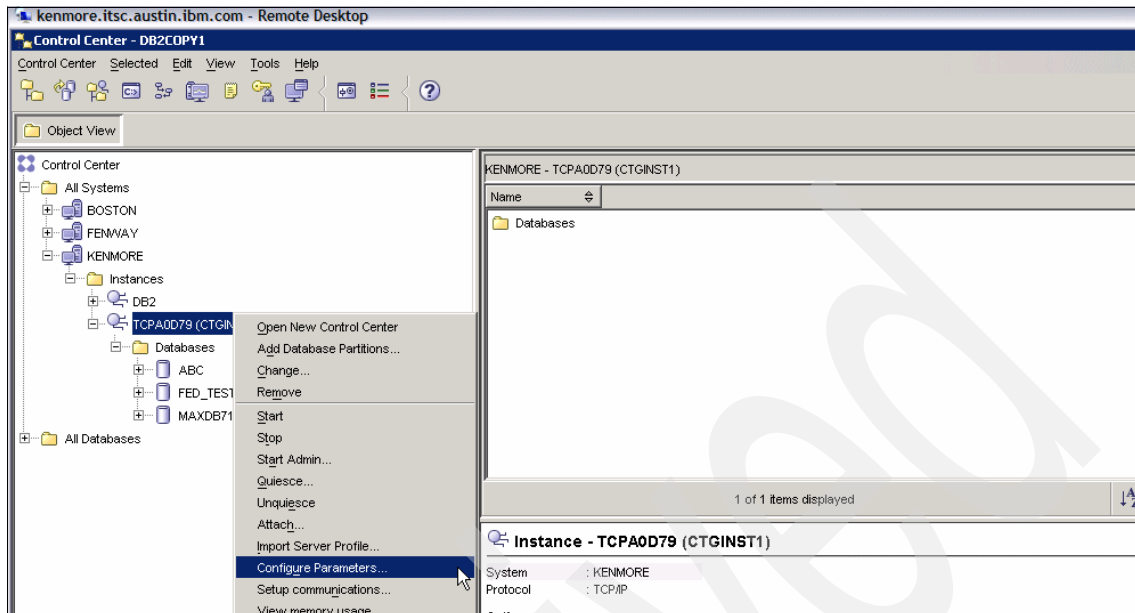 kenmore.itsc.austin.ibm.com - Remote Desktop
Control Center - DB2COPY1
Control Center Selected Edit View Tools Help
Object View
Control Center
All Systems
BOSTON
FENWAY
KENMORE
Instances
DB2
TCPA0D79 (CTGIN
Databases
ABC
FED_TEST
MAXDB71
All Databases
Open New Control Center
Add Database Partitions...
Change...
Remove
Start
Stop
Start Admin...
Quiesce...
Unquiesce
Attach...
Import Server Profile...
Configure Parameters...
Setup communications...
View memory usage
KENMORE - TCPA0D79 (CTGINST1)
Name
Databases
1 of 1 items displayed
Instance - TCPA0D79 (CTGINST1)
System : KENMORE
Protocol : TCP/IP